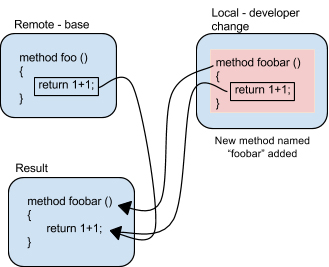 Remote - base
method foo ()
{
return 1+1;
}
Local - developer
change
method foobar ()
{
return 1+1;
}
New method named
"foobar" added
Result
method foobar ()
{
return 1+1;
}